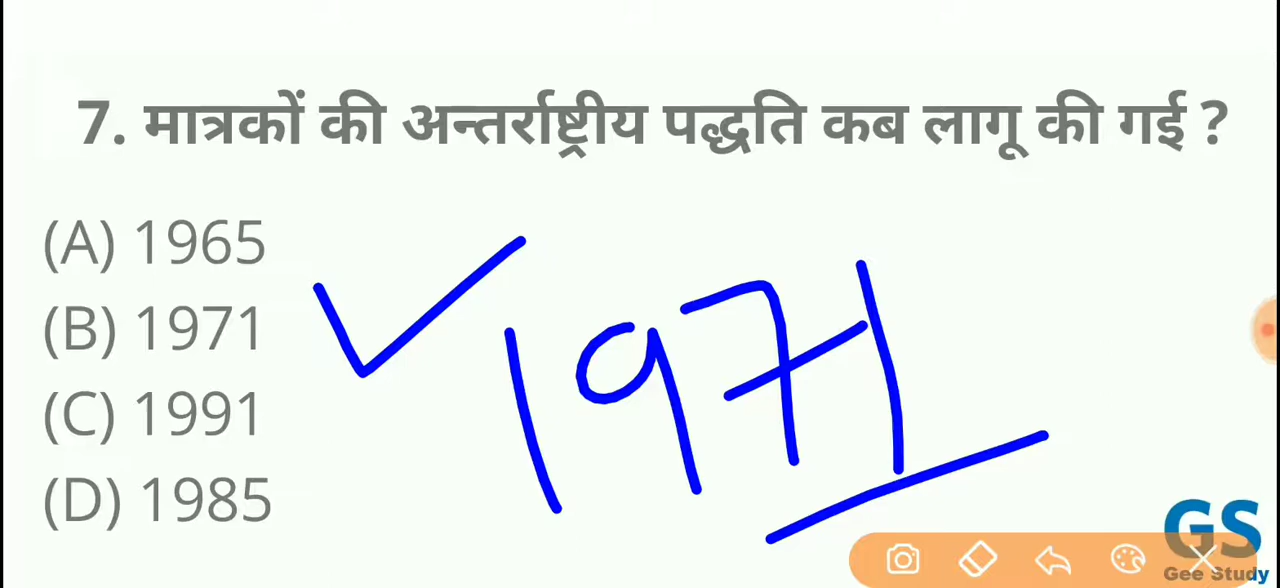 7. मात्रकों की अन्तर्राष्ट्रीय पद्धति कब लागू की गई ?
(A) 1965
(B) 1971
(C) 1991
(D) 1985
1971
GS
Gee Study